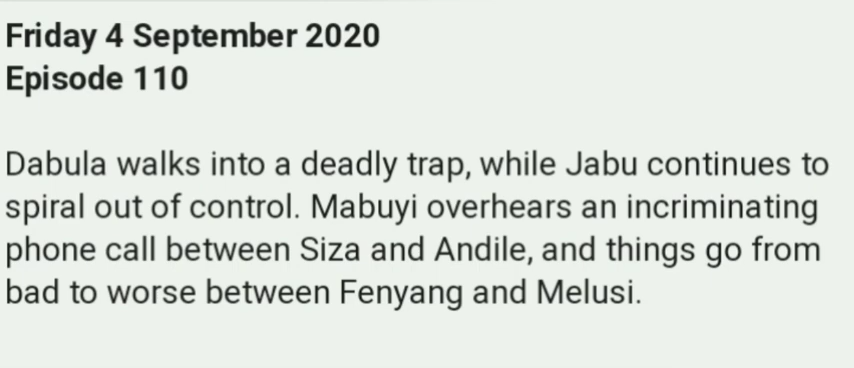 Friday 4 September 2020
Episode 110
Dabula walks into a deadly trap, while Jabu continues to
spiral out of control. Mabuyi overhears an incriminating
phone call between Siza and Andile, and things go from
bad to worse between Fenyang and Melusi.